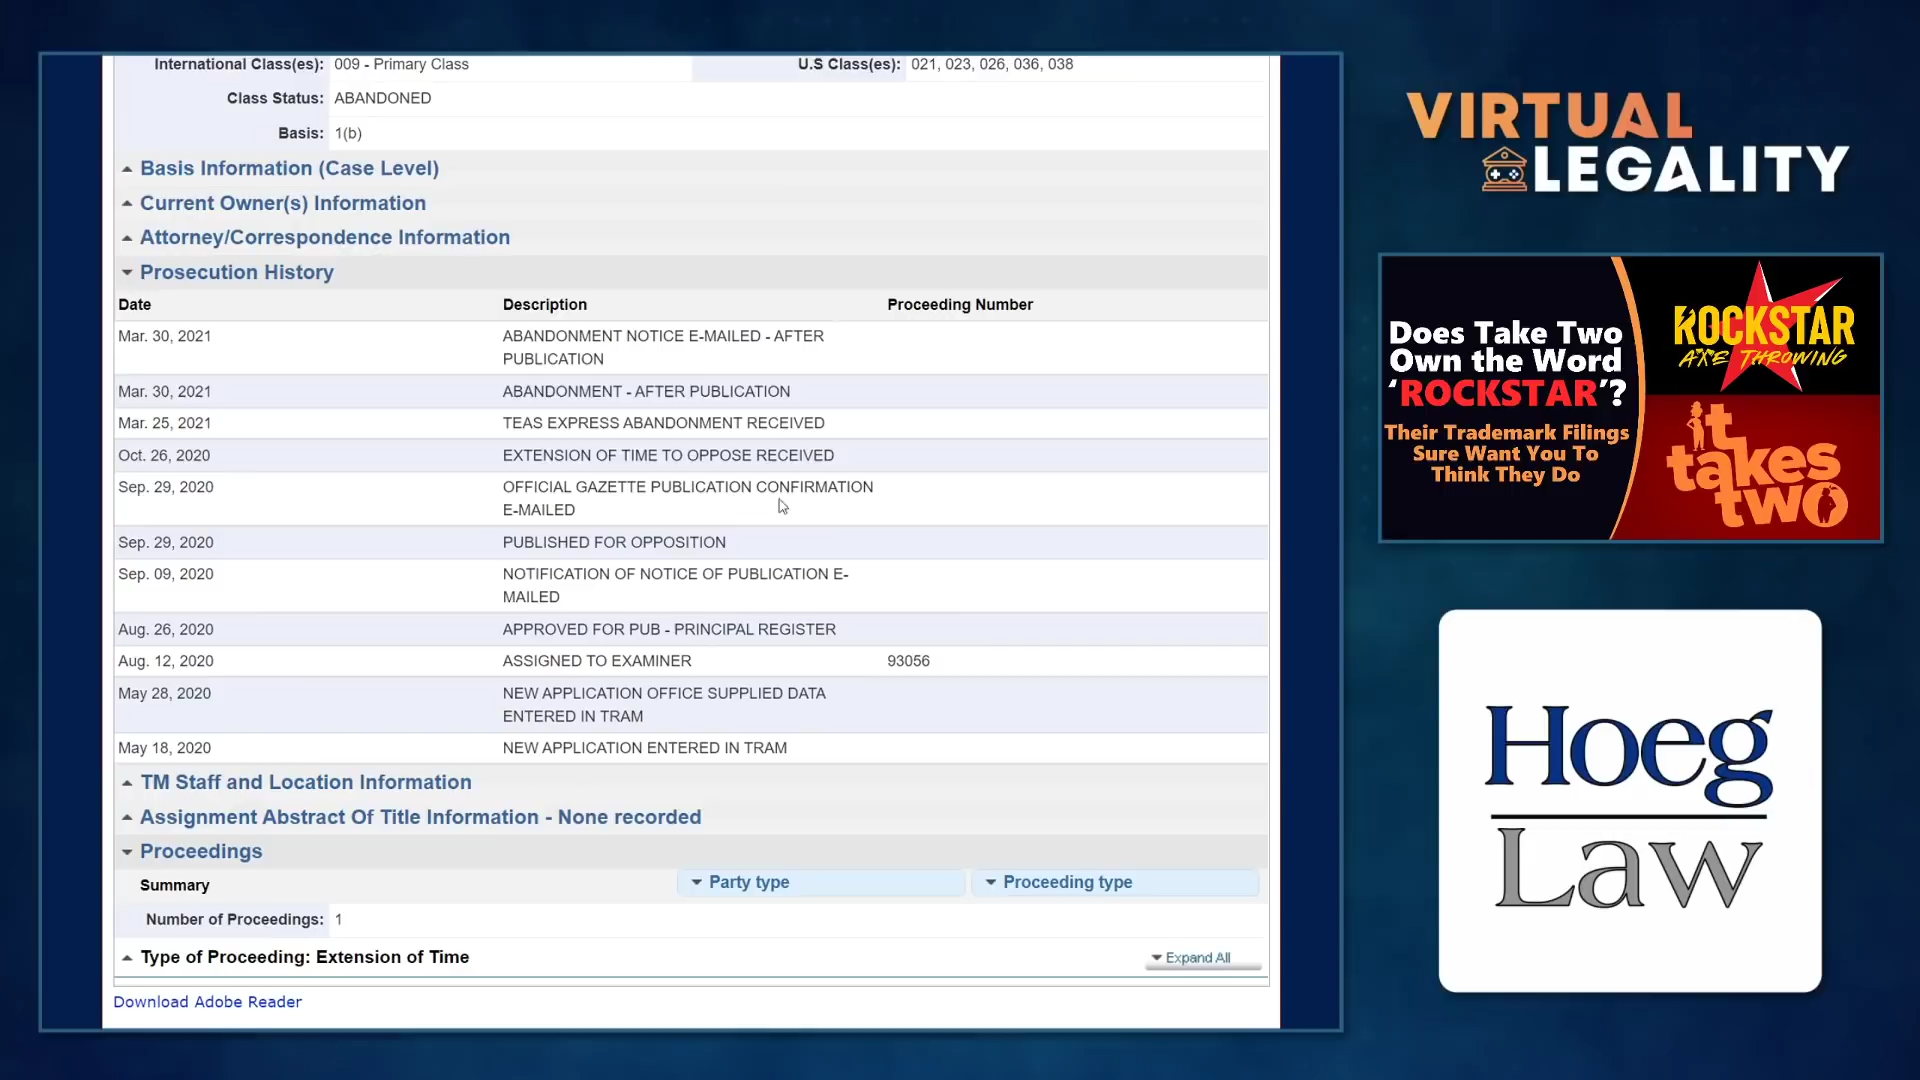 International Class(es): 009 - Primary Class U.S Class(es): 021, 023, 026, 036, 038
Class Status: ABANDONED
Basis: 1(b)
Basis Information (Case Level)
Current Owner(s) Information
Attorney/Correspondence Information
Prosecution History
Date Description Proceeding Number
Mar. 30, 2021 ABANDONMENT NOTICE E-MAILED - AFTER
PUBLICATION
Mar. 30, 2021 ABANDONMENT - AFTER PUBLICATION
Mar. 25, 2021 TEAS EXPRESS ABANDONMENT RECEIVED
Oct. 26, 2020 EXTENSION OF TIME TO OPPOSE RECEIVED
Sep. 29, 2020 OFFICIAL GAZETTE PUBLICATION CONFIRMATION
E-MAILED
Sep. 29, 2020 PUBLISHED FOR OPPOSITION
Sep. 09, 2020 NOTIFICATION OF NOTICE OF PUBLICATION E-
MAILED
Aug. 26, 2020 APPROVED FOR PUB - PRINCIPAL REGISTER
Aug. 12, 2020 ASSIGNED TO EXAMINER 93056
May 28, 2020 NEW APPLICATION OFFICE SUPPLIED DATA
ENTERED IN TRAM
May 18, 2020 NEW APPLICATION ENTERED IN TRAM
TM Staff and Location Information
Assignment Abstract Of Title Information - None recorded
Proceedings
Summary Party type Proceeding type
Number of Proceedings: 1
Type of Proceeding: Extension of Time Expand All
Download Adobe Reader
VIRTUAL
LEGALITY
Does Take Two
Own the Word
'ROCKSTAR'?
Their Trademark Filings
Sure Want You To
Think They Do
ROCKSTAR
AXE THROWING
it
takes
two
Hoeg
Law